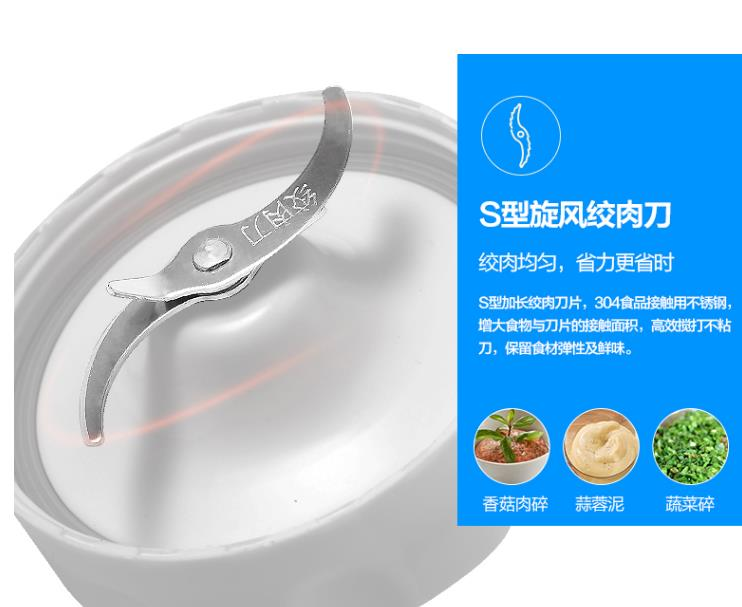 绞肉刀
S型旋风绞肉刀
绞肉均匀，省力更省时
S型加长绞肉刀片，304食品接触用不锈钢，
增大食物与刀片的接触面积，高效搅打不粘
刀，保留食材弹性及鲜味。
香菇肉碎
蒜蓉泥
蔬菜碎